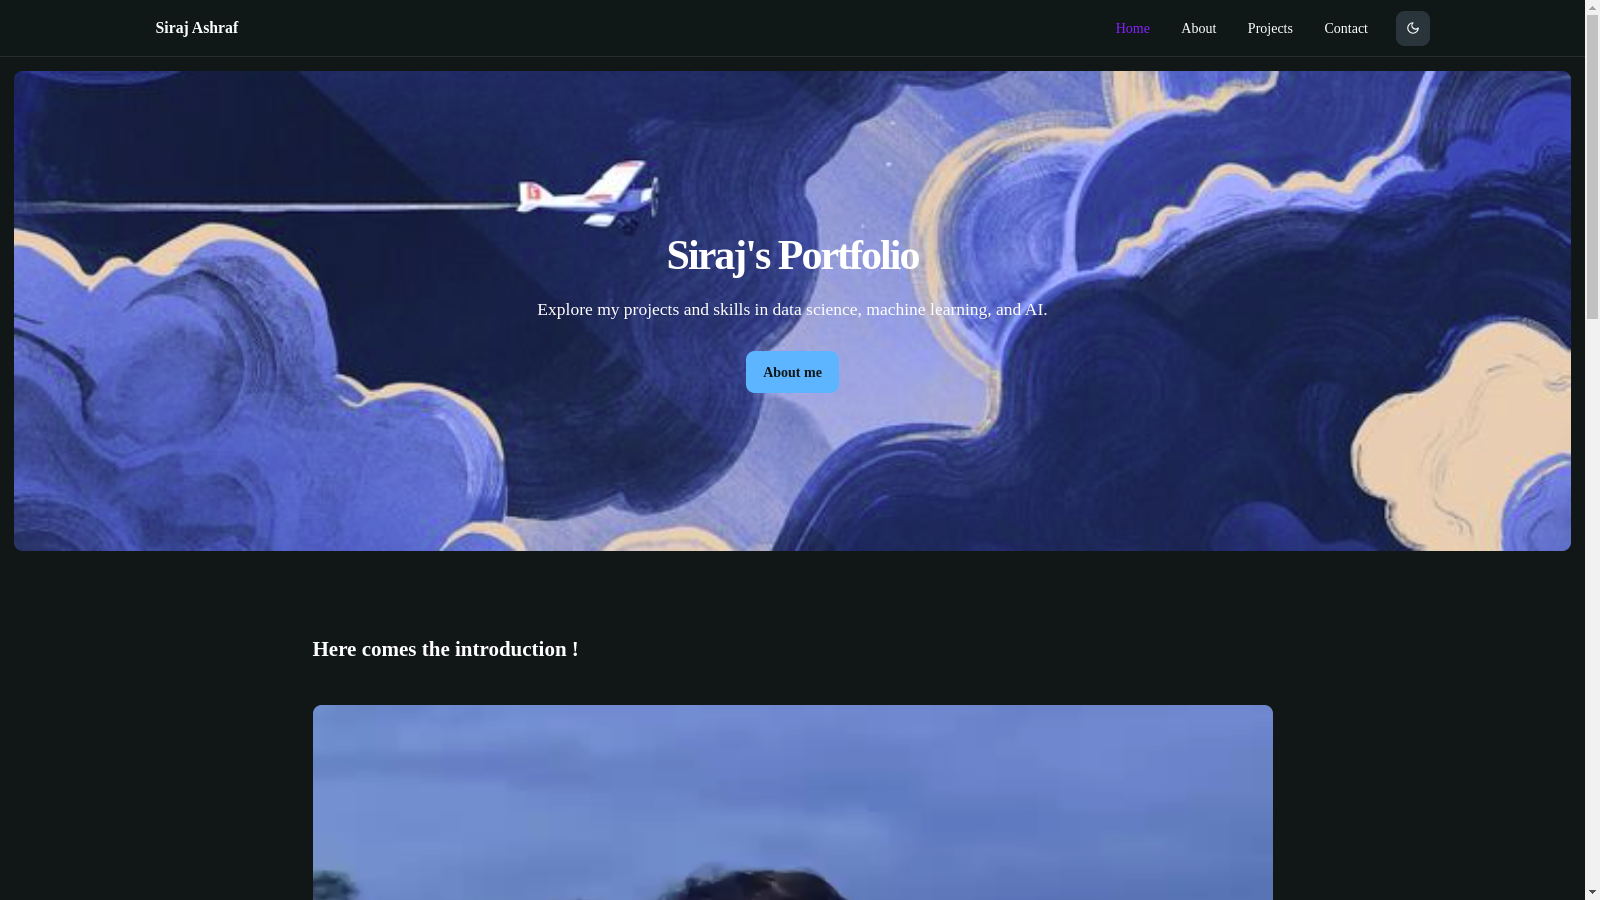 Siraj Ashraf
Home
About
Projects
Contact
Siraj's Portfolio
Explore my projects and skills in data science, machine learning, and AI.
About me
Here comes the introduction !